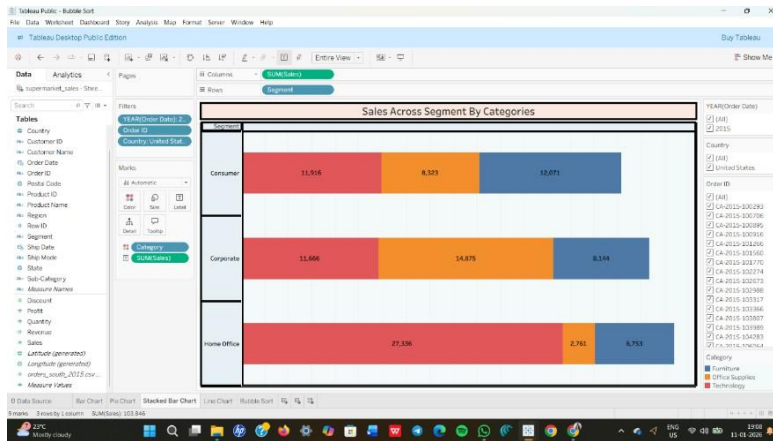 Tableau Public - Bubble Sort
File Data Worksheet Dashboard Story Analysis Map Format Server Window Help
Tableau Desktop Public Edition
Buy Tableau
Entire View
Show Me
Data Analytics
supermarket_sales - Shee...
Search
Tables
Country
Customer ID
Customer Name
Order Date
Order ID
Postal Code
Product ID
Product Name
Region
Row ID
Segment
Ship Date
Ship Mode
State
Sub-Category
Measure Names
Discount
Profit
Quantity
Revenue
Sales
Latitude (generated)
Longitude (generated)
orders_south_2015.csv...
Measure Values
Pages
Filters
YEAR(Order Date): 2...
Order ID
Country: United Stat...
Marks
Automatic
Color Size Label
Detail Tooltip
Category
SUM(Sales)
Columns SUM(Sales)
Rows Segment
Sales Across Segment By Categories
Segment
Consumer 11,916 8,323 12,071
Corporate 11,666 14,875 8,144
Home Office 27,336 2,761 6,753
YEAR(Order Date)
(All)
2015
Country
(All)
United States
Order ID
(All)
CA-2015-100293
CA-2015-100706
CA-2015-100895
CA-2015-100916
CA-2015-101266
CA-2015-101560
CA-2015-101770
CA-2015-102274
CA-2015-102673
CA-2015-102988
CA-2015-103317
CA-2015-103366
CA-2015-103807
CA-2015-103989
CA-2015-104283
Category
Furniture
Office Supplies
Technology
Data Source Bar Chart Pie Chart Stacked Bar Chart Line Chart Bubble Sort
9 marks 3 rows by 1 column SUM(Sales): 103,846
23°C
Mostly cloudy
ENG
US
19:08
11-01-2026